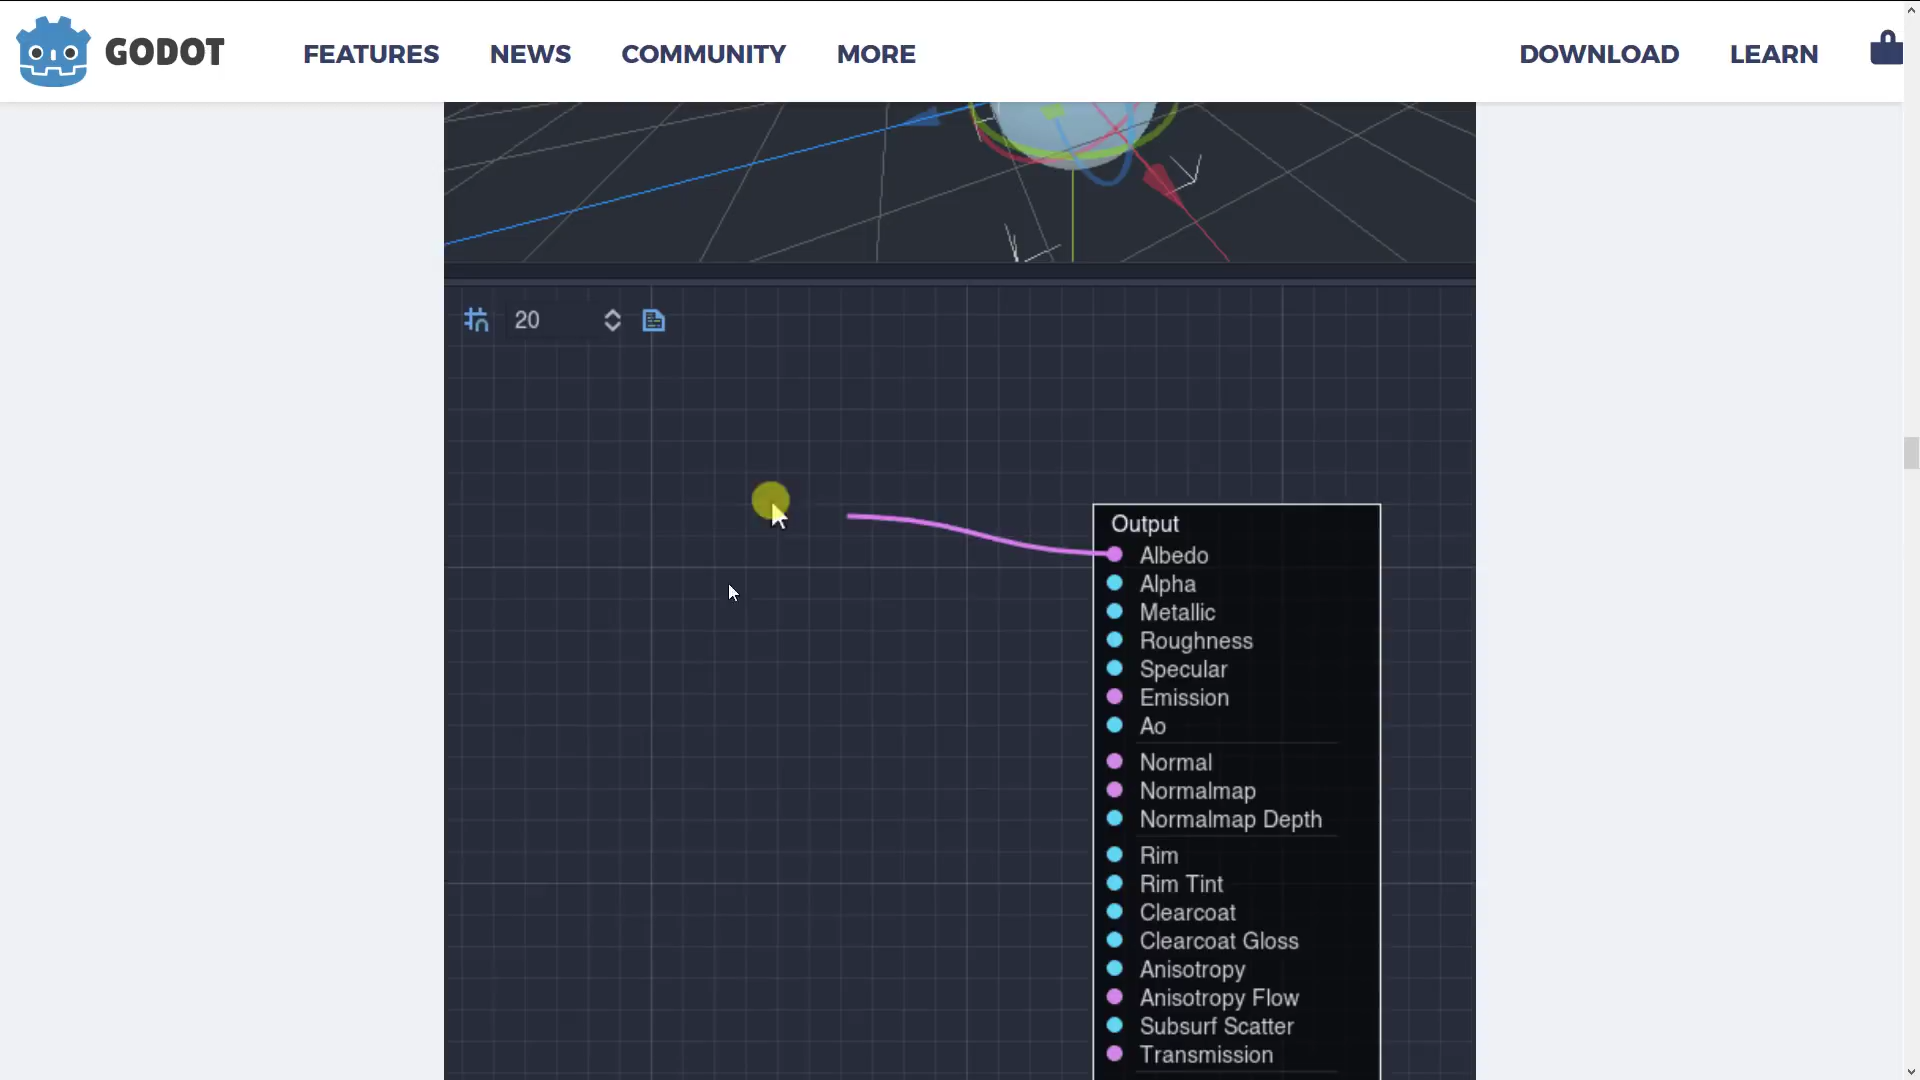 GODOT FEATURES NEWS COMMUNITY MORE DOWNLOAD LEARN
20
Output
Albedo
Alpha
Metallic
Roughness
Specular
Emission
Ao
Normal
Normalmap
Normalmap Depth
Rim
Rim Tint
Clearcoat
Clearcoat Gloss
Anisotropy
Anisotropy Flow
Subsurf Scatter
Transmission